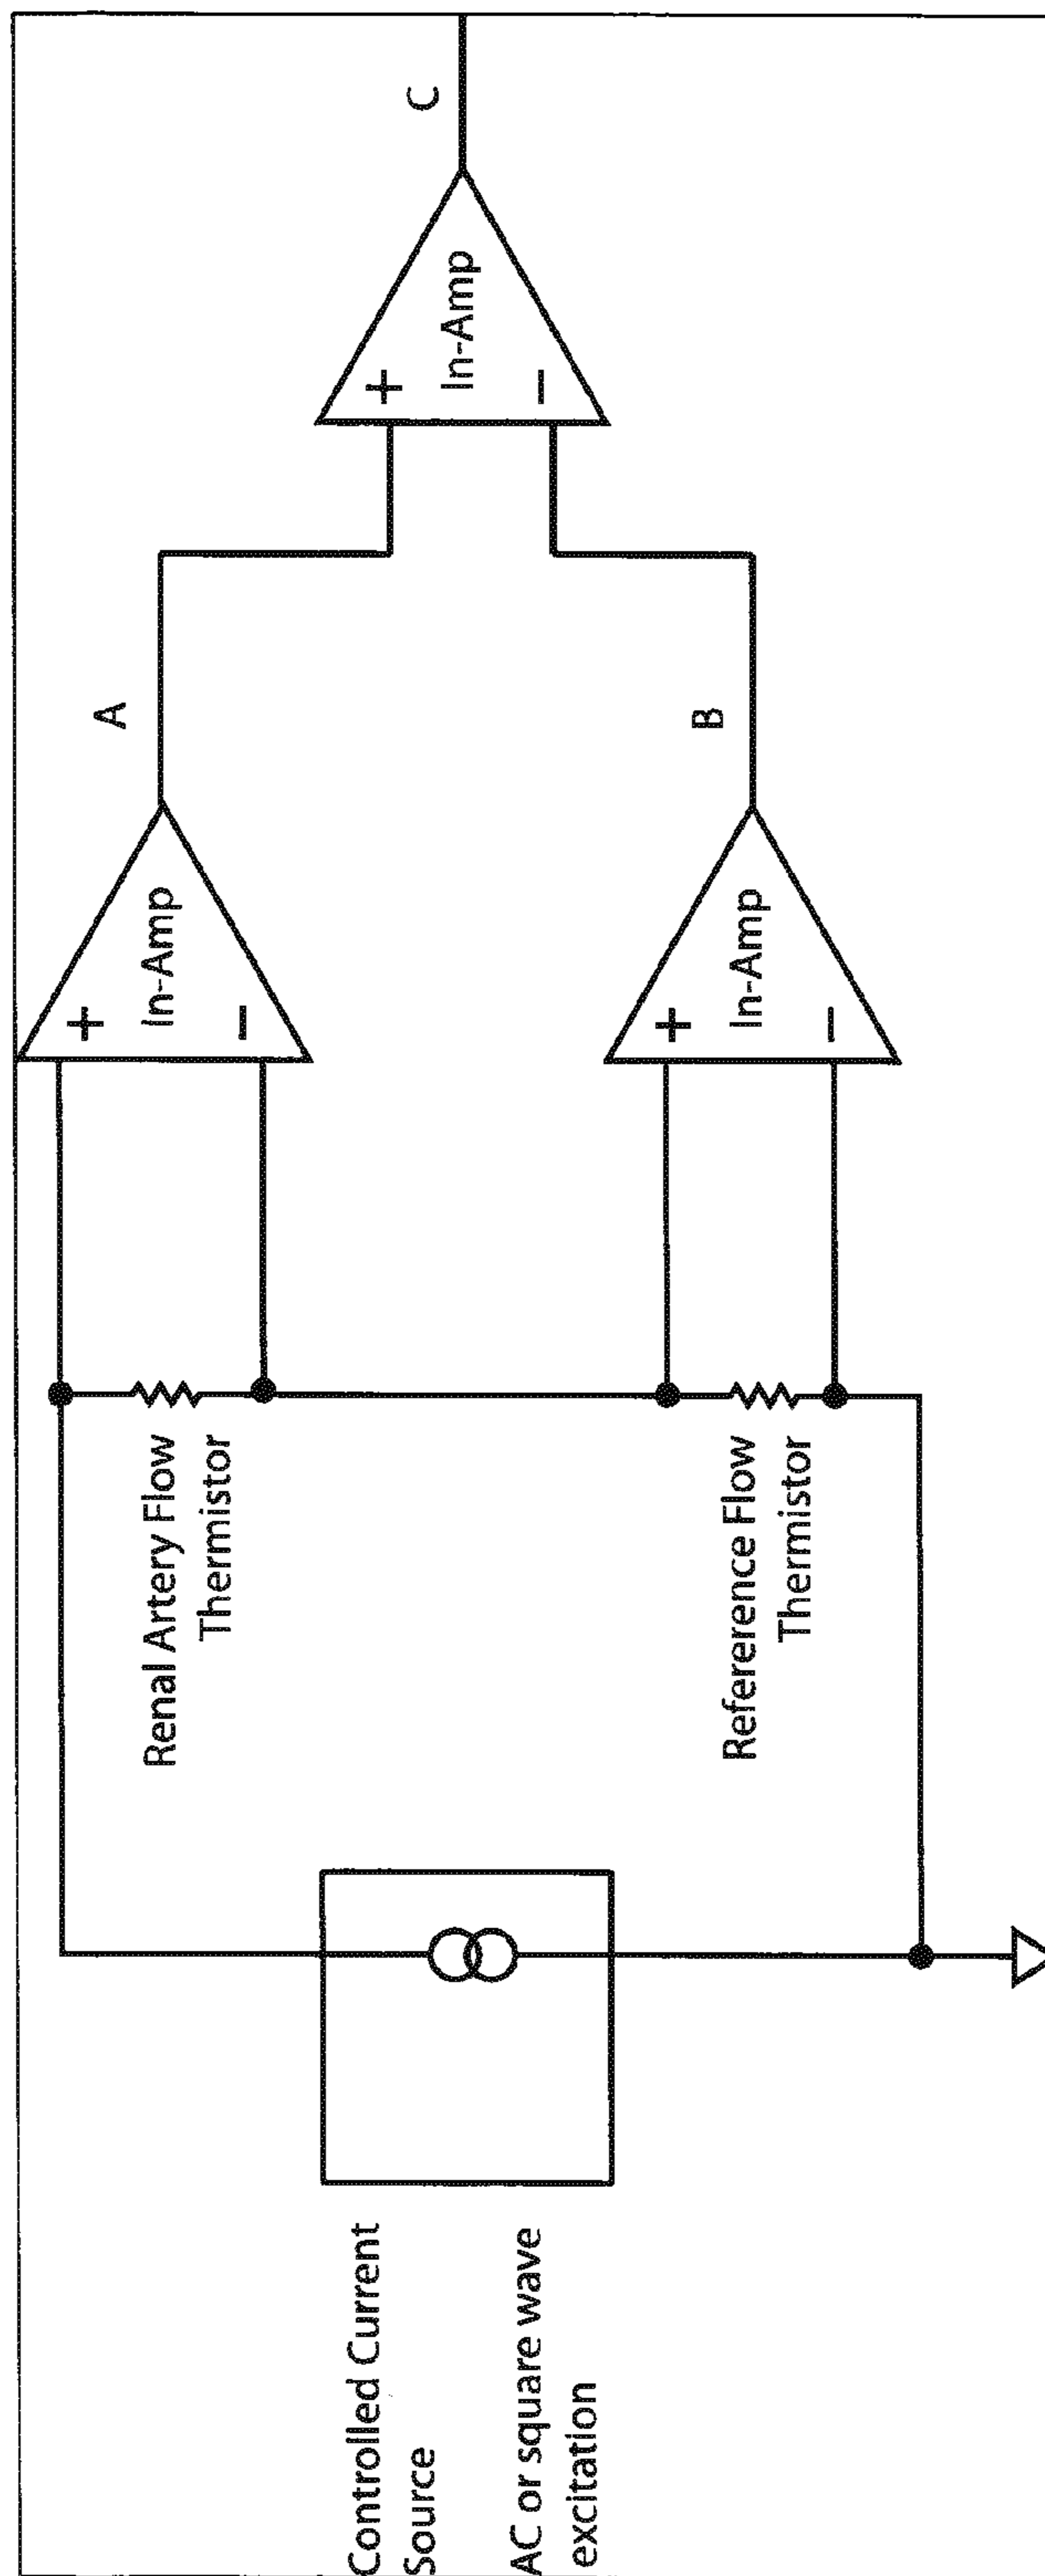 Controlled Current
Source
AC or square wave
excitation
Renal Artery Flow
Thermistor
Refererence Flow
Thermistor
+
In-Amp
−
A
+
In-Amp
−
B
+
In-Amp
−
C